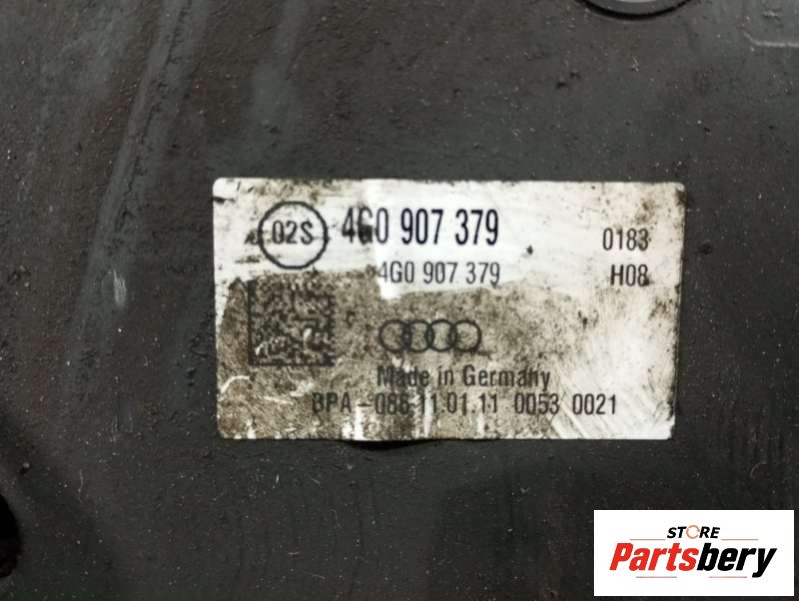 02S 4G0 907 379 0183
4G0 907 379 H08
Made in Germany
BPA-086 11.01.11 0053 0021
STORE
Partsbery